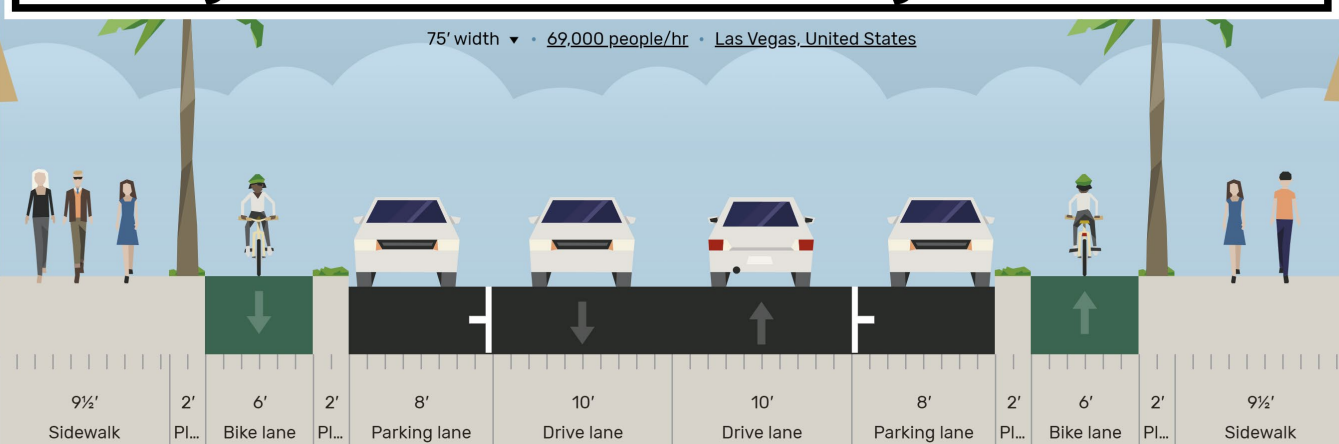 75' width ▾ · 69,000 people/hr · Las Vegas, United States
9½' 2' 6' 2' 8' 10' 10' 8' 2' 6' 2' 9½'
Sidewalk Pl... Bike lane Pl... Parking lane Drive lane Drive lane Parking lane Pl... Bike lane Pl... Sidewalk